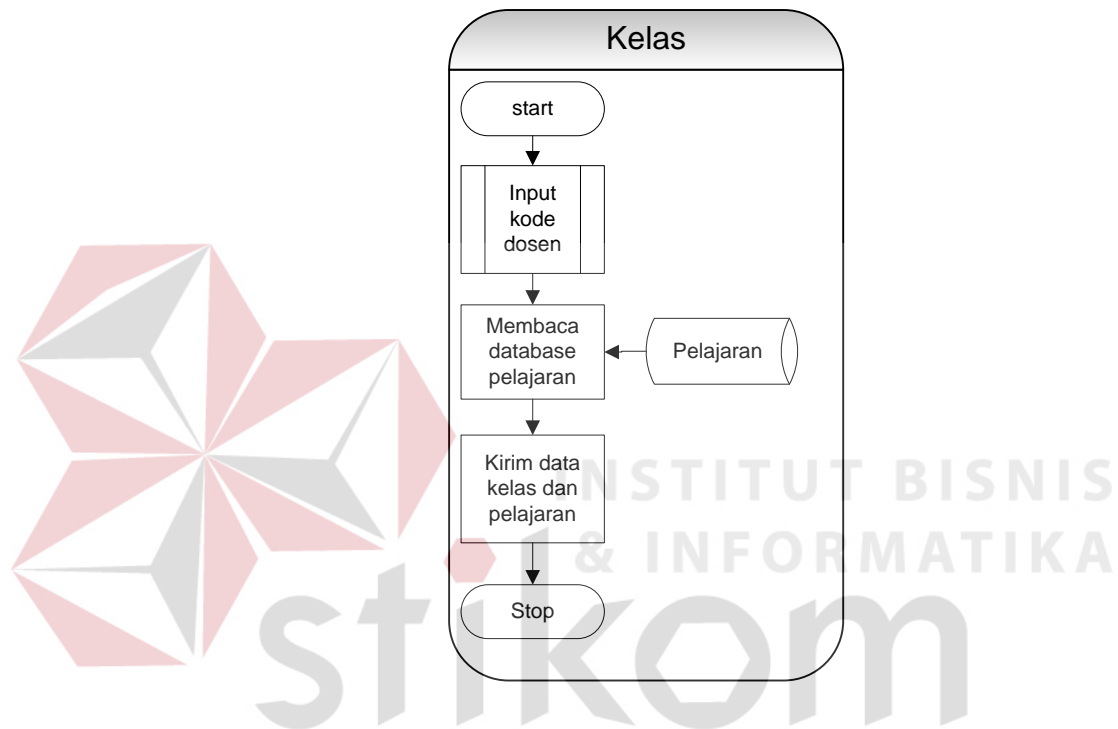 Kelas
start
Input
kode
dosen
Membaca
database
pelajaran
Pelajaran
Kirim data
kelas dan
pelajaran
Stop
INSTITUT BISNIS
& INFORMATIKA
stikom